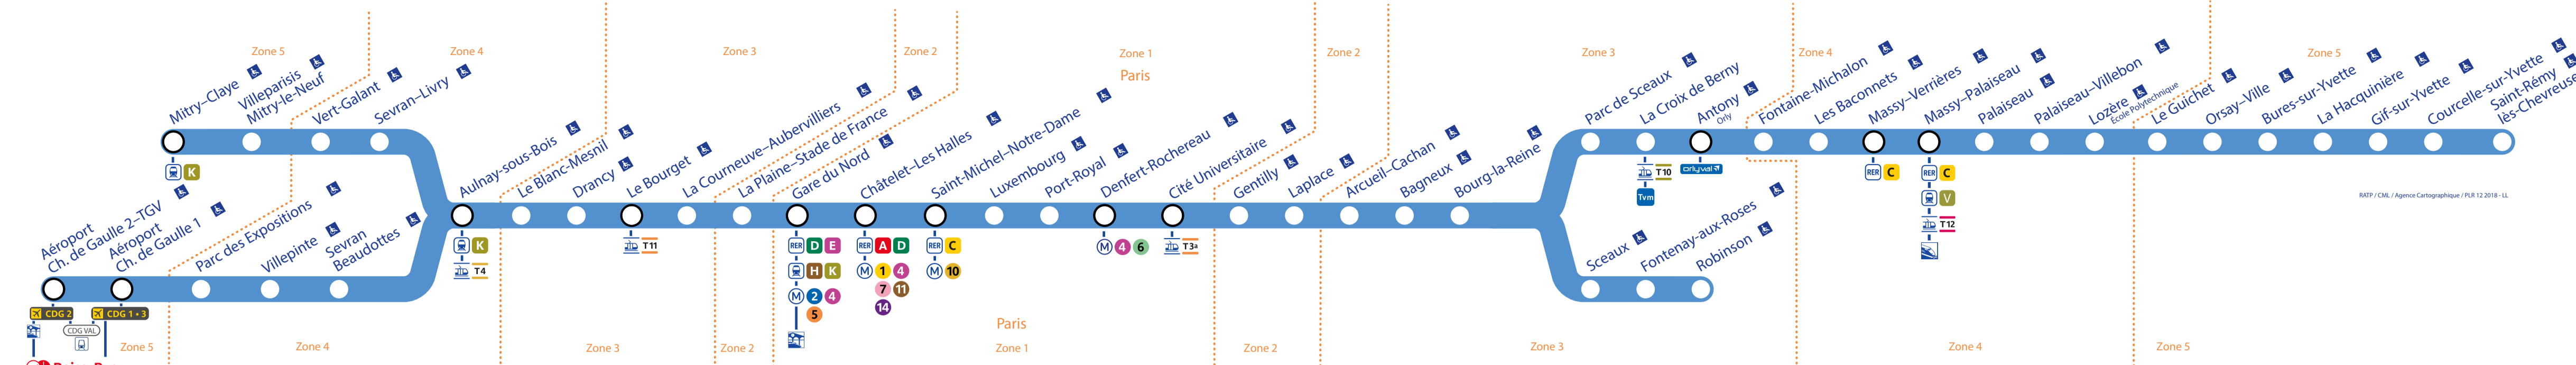 Zone 5
Zone 4
Zone 3
Zone 2
Zone 1
Paris
Zone 2
Zone 3
Zone 4
Zone 5
Mitry–Claye
Villeparisis
Mitry-le-Neuf
Vert-Galant
Sevran–Livry
K
Aéroport
Ch. de Gaulle 2–TGV
Aéroport
Ch. de Gaulle 1
Parc des Expositions
Villepinte
Sevran
Beaudottes
CDG 2
CDG 1 • 3
CDG VAL
Aulnay-sous-Bois
K
T4
Le Blanc-Mesnil
Drancy
Le Bourget
T11
La Courneuve–Aubervilliers
La Plaine–Stade de France
Gare du Nord
RER D E
H K
M 2 4
5
Châtelet–Les Halles
RER A D
M 1 4
7 11
14
Saint-Michel–Notre-Dame
RER C
M 10
Luxembourg
Port-Royal
Denfert-Rochereau
M 4 6
Cité Universitaire
T3a
Gentilly
Laplace
Arcueil–Cachan
Bagneux
Bourg-la-Reine
Parc de Sceaux
La Croix de Berny
T10
Tvm
Antony
Orly
orlyval
Fontaine-Michalon
Les Baconnets
Massy–Verrières
RER C
Massy–Palaiseau
RER C
V
T12
Palaiseau
Palaiseau–Villebon
Lozère
École Polytechnique
Le Guichet
Orsay–Ville
Bures-sur-Yvette
La Hacquinière
Gif-sur-Yvette
Courcelle-sur-Yvette
Saint-Rémy
lès-Chevreuse
Sceaux
Fontenay-aux-Roses
Robinson
RATP / CML / Agence Cartographique / PLR 12 2018 - LL
Zone 5
Zone 4
Zone 3
Zone 2
Paris
Zone 1
Zone 2
Zone 3
Zone 4
Zone 5